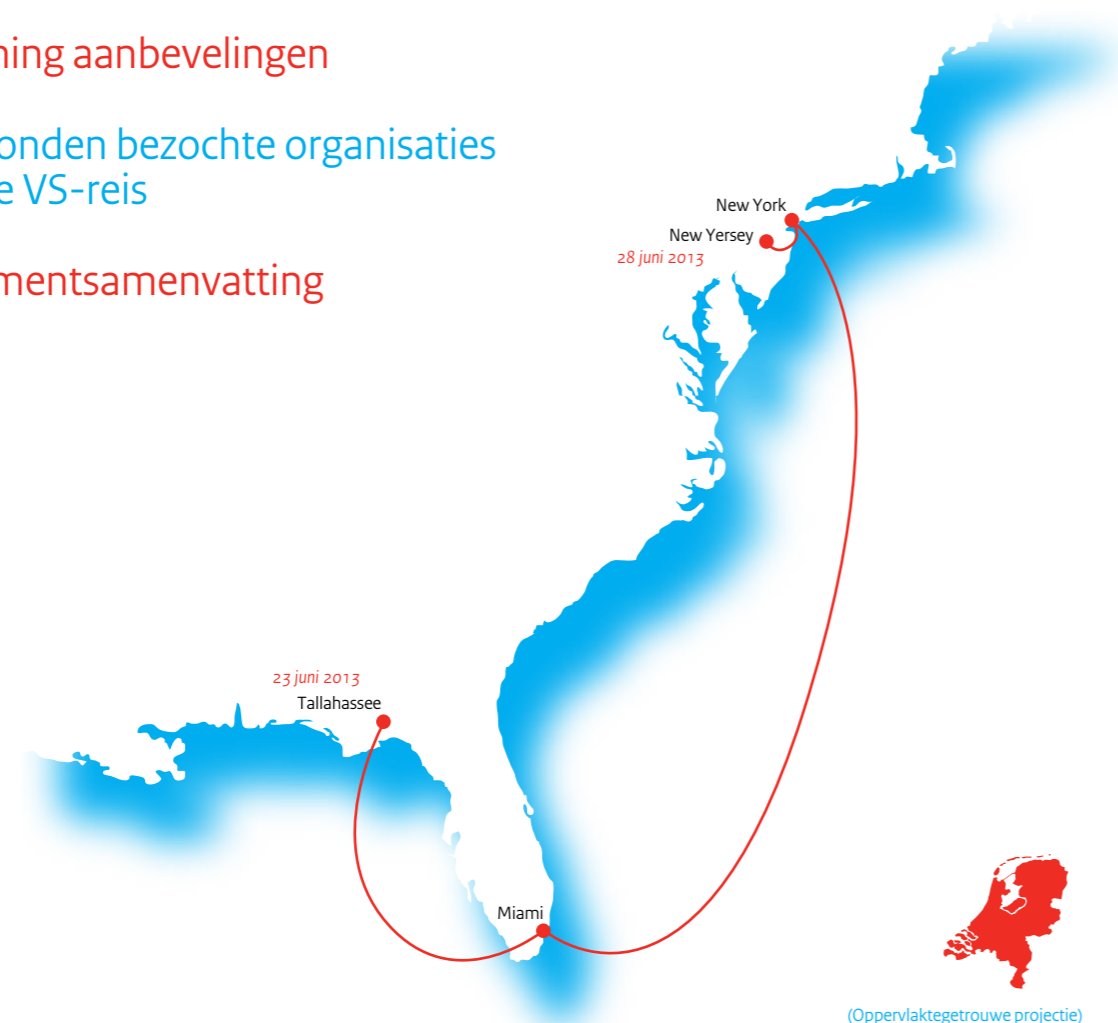 ning aanbevelingen
onden bezochte organisaties
e VS-reis
mentsamenvatting
New York
New Yersey
28 juni 2013
23 juni 2013
Tallahassee
Miami
(Oppervlaktegetrouwe projectie)